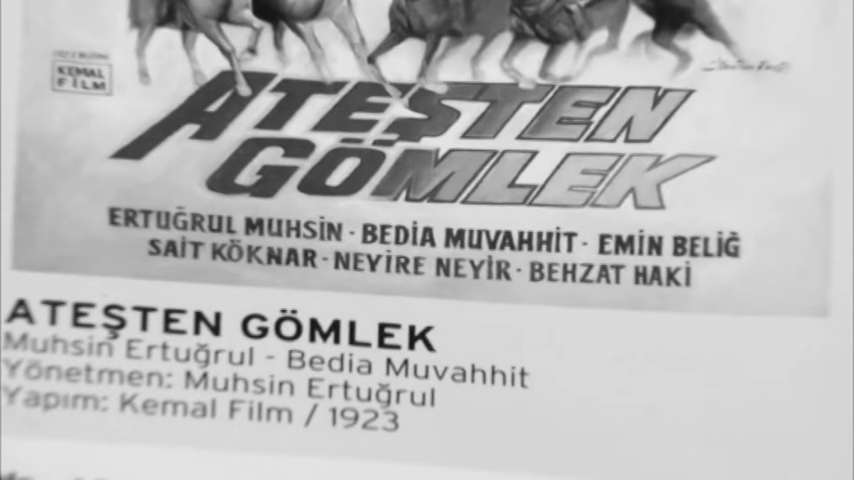 KEMAL
FİLM
ATEŞTEN
GÖMLEK
ERTUĞRUL MUHSİN · BEDİA MUVAHHİT · EMİN BELİĞ
SAİT KÖKNAR · NEYİRE NEYİR · BEHZAT HAKİ
ATEŞTEN GÖMLEK
Muhsin Ertuğrul - Bedia Muvahhit
Yönetmen: Muhsin Ertuğrul
Yapım: Kemal Film / 1923